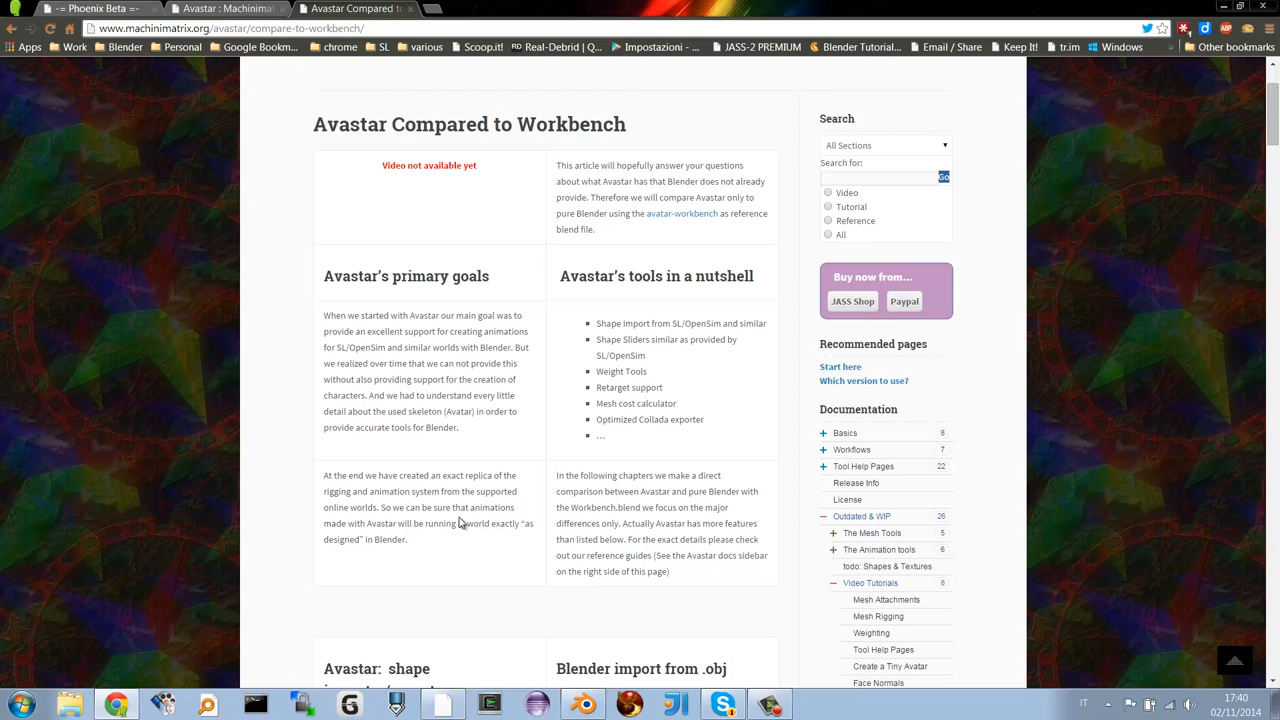 -= Phoenix Beta =-
Avastar : Machinimat
Avastar Compared to
www.machinimatrix.org/avastar/compare-to-workbench/
Apps
Work
Blender
Personal
Google Bookmark...
chrome
SL
various
Scoop.it!
Real-Debrid | Q...
Impostazioni - ...
JASS-2 PREMIUM
Blender Tutorial...
Email / Share
Keep It!
tr.im
Windows
Other bookmarks
Avastar Compared to Workbench
Video not available yet
This article will hopefully answer your questions
about what Avastar has that Blender does not already
provide. Therefore we will compare Avastar only to
pure Blender using the avatar-workbench as reference
blend file.
Avastar's primary goals
Avastar's tools in a nutshell
When we started with Avastar our main goal was to
provide an excellent support for creating animations
for SL/OpenSim and similar worlds with Blender. But
we realized over time that we can not provide this
without also providing support for the creation of
characters. And we had to understand every little
detail about the used skeleton (Avatar) in order to
provide accurate tools for Blender.
Shape Import from SL/OpenSim and similar
Shape Sliders similar as provided by
SL/OpenSim
Weight Tools
Retarget support
Mesh cost calculator
Optimized Collada exporter
...
At the end we have created an exact replica of the
rigging and animation system from the supported
online worlds. So we can be sure that animations
made with Avastar will be running world exactly "as
designed" in Blender.
In the following chapters we make a direct
comparison between Avastar and pure Blender with
the Workbench.blend we focus on the major
differences only. Actually Avastar has more features
than listed below. For the exact details please check
out our reference guides (See the Avastar docs sidebar
on the right side of this page)
Avastar: shape
Blender import from .obj
Search
All Sections
Search for:
Go
Video
Tutorial
Reference
All
Buy now from...
JASS Shop
Paypal
Recommended pages
Start here
Which version to use?
Documentation
Basics 8
Workflows 7
Tool Help Pages 22
Release Info
License
Outdated & WIP 26
The Mesh Tools 5
The Animation tools 6
todo: Shapes & Textures
Video Tutorials 6
Mesh Attachments
Mesh Rigging
Weighting
Tool Help Pages
Create a Tiny Avatar
Face Normals
IT
17:40
02/11/2014